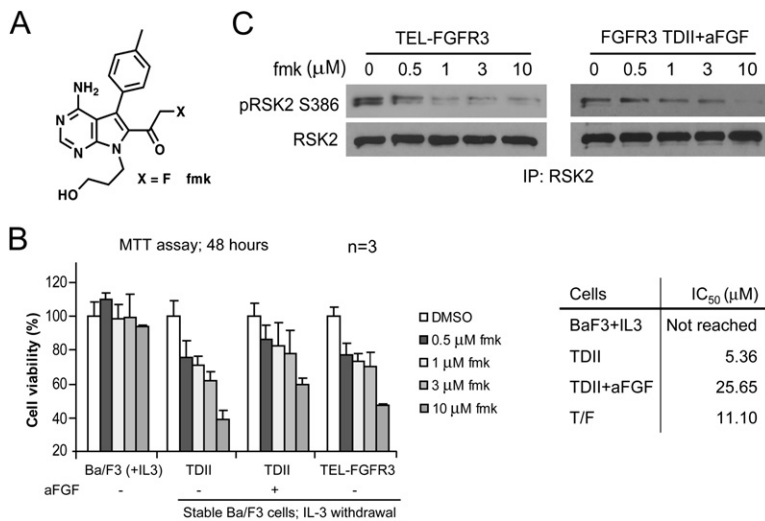 A
NH₂
N
N
N
X
O
HO
X = F fmk
C
TEL-FGFR3
FGFR3 TDII+aFGF
fmk (μM) 0 0.5 1 3 10 0 0.5 1 3 10
pRSK2 S386
RSK2
IP: RSK2
B
MTT assay; 48 hours n=3
Cell viability (%)
120
100
80
60
40
20
DMSO
0.5 μM fmk
1 μM fmk
3 μM fmk
10 μM fmk
Ba/F3 (+IL3) TDII TDII TEL-FGFR3
aFGF - - + -
Stable Ba/F3 cells; IL-3 withdrawal
Cells IC₅₀ (μM)
BaF3+IL3 Not reached
TDII 5.36
TDII+aFGF 25.65
T/F 11.10